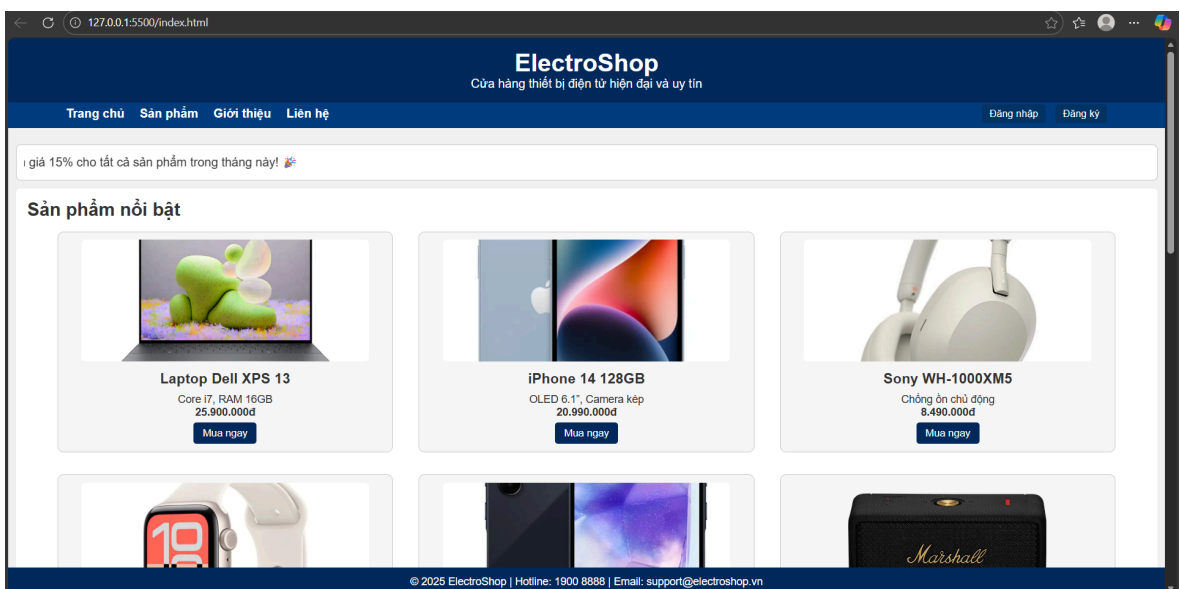 127.0.0.1:5500/index.html
ElectroShop
Cửa hàng thiết bị điện tử hiện đại và uy tín
Trang chủ Sản phẩm Giới thiệu Liên hệ Đăng nhập Đăng ký
giá 15% cho tất cả sản phẩm trong tháng này! 🎉
Sản phẩm nổi bật
Laptop Dell XPS 13
Core i7, RAM 16GB
25.900.000đ
Mua ngay
iPhone 14 128GB
OLED 6.1", Camera kép
20.990.000đ
Mua ngay
Sony WH-1000XM5
Chống ồn chủ động
8.490.000đ
Mua ngay
10
Marshall
© 2025 ElectroShop | Hotline: 1900 8888 | Email: support@electroshop.vn